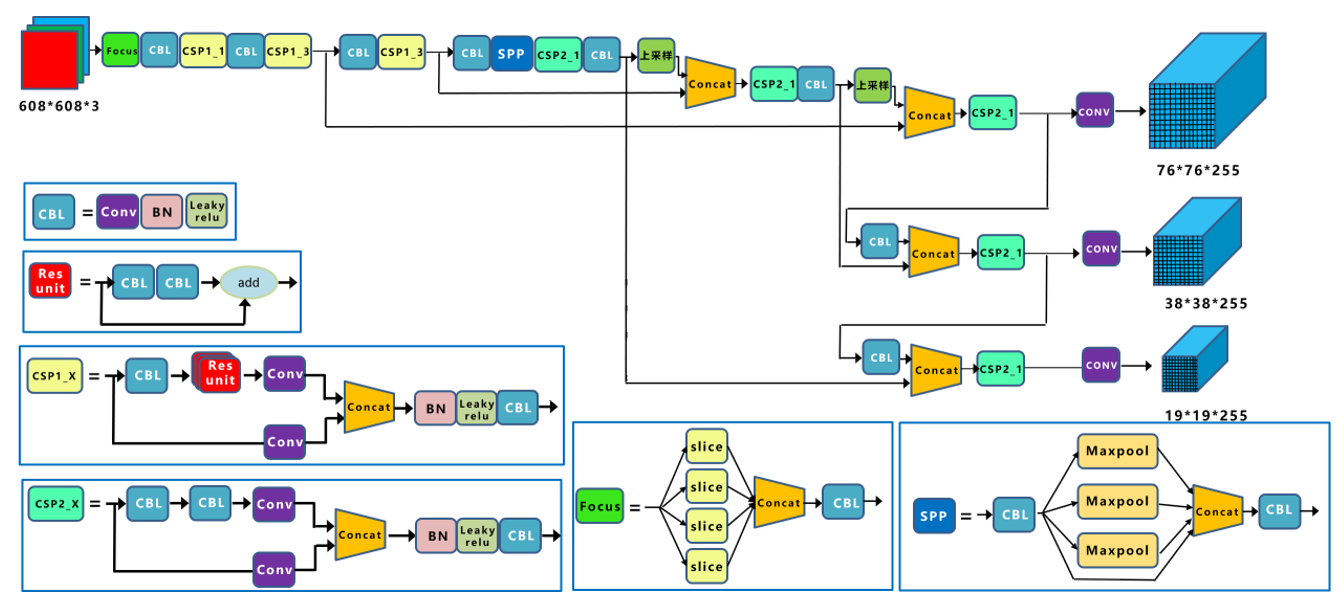 Focus CBL CSP1_1 CBL CSP1_3 CBL CSP1_3 CBL SPP CSP2_1 CBL 上采样
Concat CSP2_1 CBL 上采样
Concat CSP2_1 CONV
608*608*3
76*76*255
CBL = Conv BN Leaky relu
CBL Concat CSP2_1 CONV
38*38*255
Res unit = CBL CBL add
CBL Concat CSP2_1 CONV
19*19*255
CSP1_X = CBL Res unit Conv
Conv
Concat BN Leaky relu CBL
CSP2_X = CBL CBL Conv
Conv
Concat BN Leaky relu CBL
Focus =
slice
slice
slice
slice
Concat CBL
SPP = CBL
Maxpool
Maxpool
Maxpool
Concat CBL